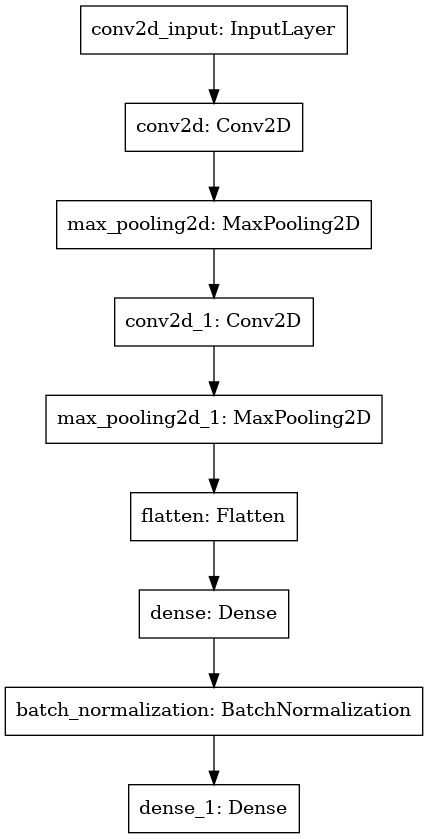 conv2d_input: InputLayer
conv2d: Conv2D
max_pooling2d: MaxPooling2D
conv2d_1: Conv2D
max_pooling2d_1: MaxPooling2D
flatten: Flatten
dense: Dense
batch_normalization: BatchNormalization
dense_1: Dense